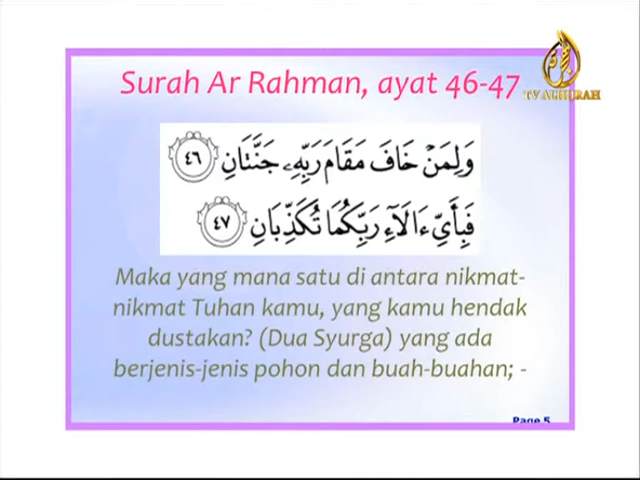 Surah Ar Rahman, ayat 46-47
TV ALHIJRAH
وَلِمَنْ خَافَ مَقَامَ رَبِّهِۦ جَنَّتَانِ ٤٦
فَبِأَيِّ ءَالَآءِ رَبِّكُمَا تُكَذِّبَانِ ٤٧
Maka yang mana satu di antara nikmat-
nikmat Tuhan kamu, yang kamu hendak
dustakan? (Dua Syurga) yang ada
berjenis-jenis pohon dan buah-buahan; -
Page 5